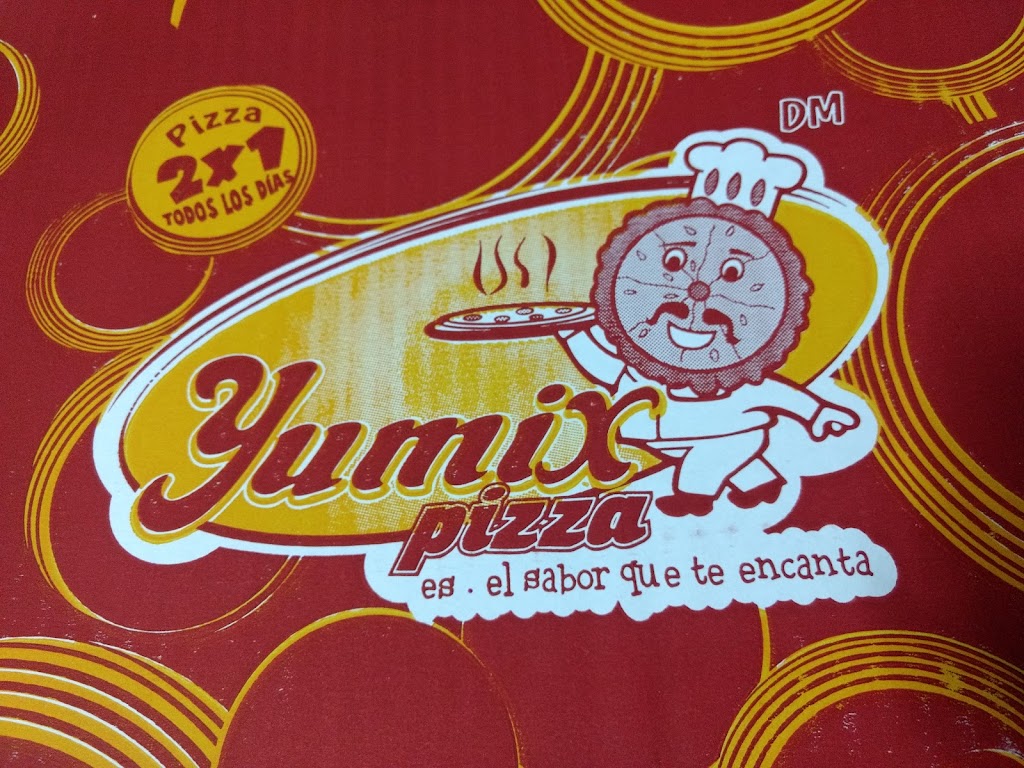 Pizza
2x1
TODOS LOS DÍAS
DM
Yumix
pizza
es . el sabor que te encanta